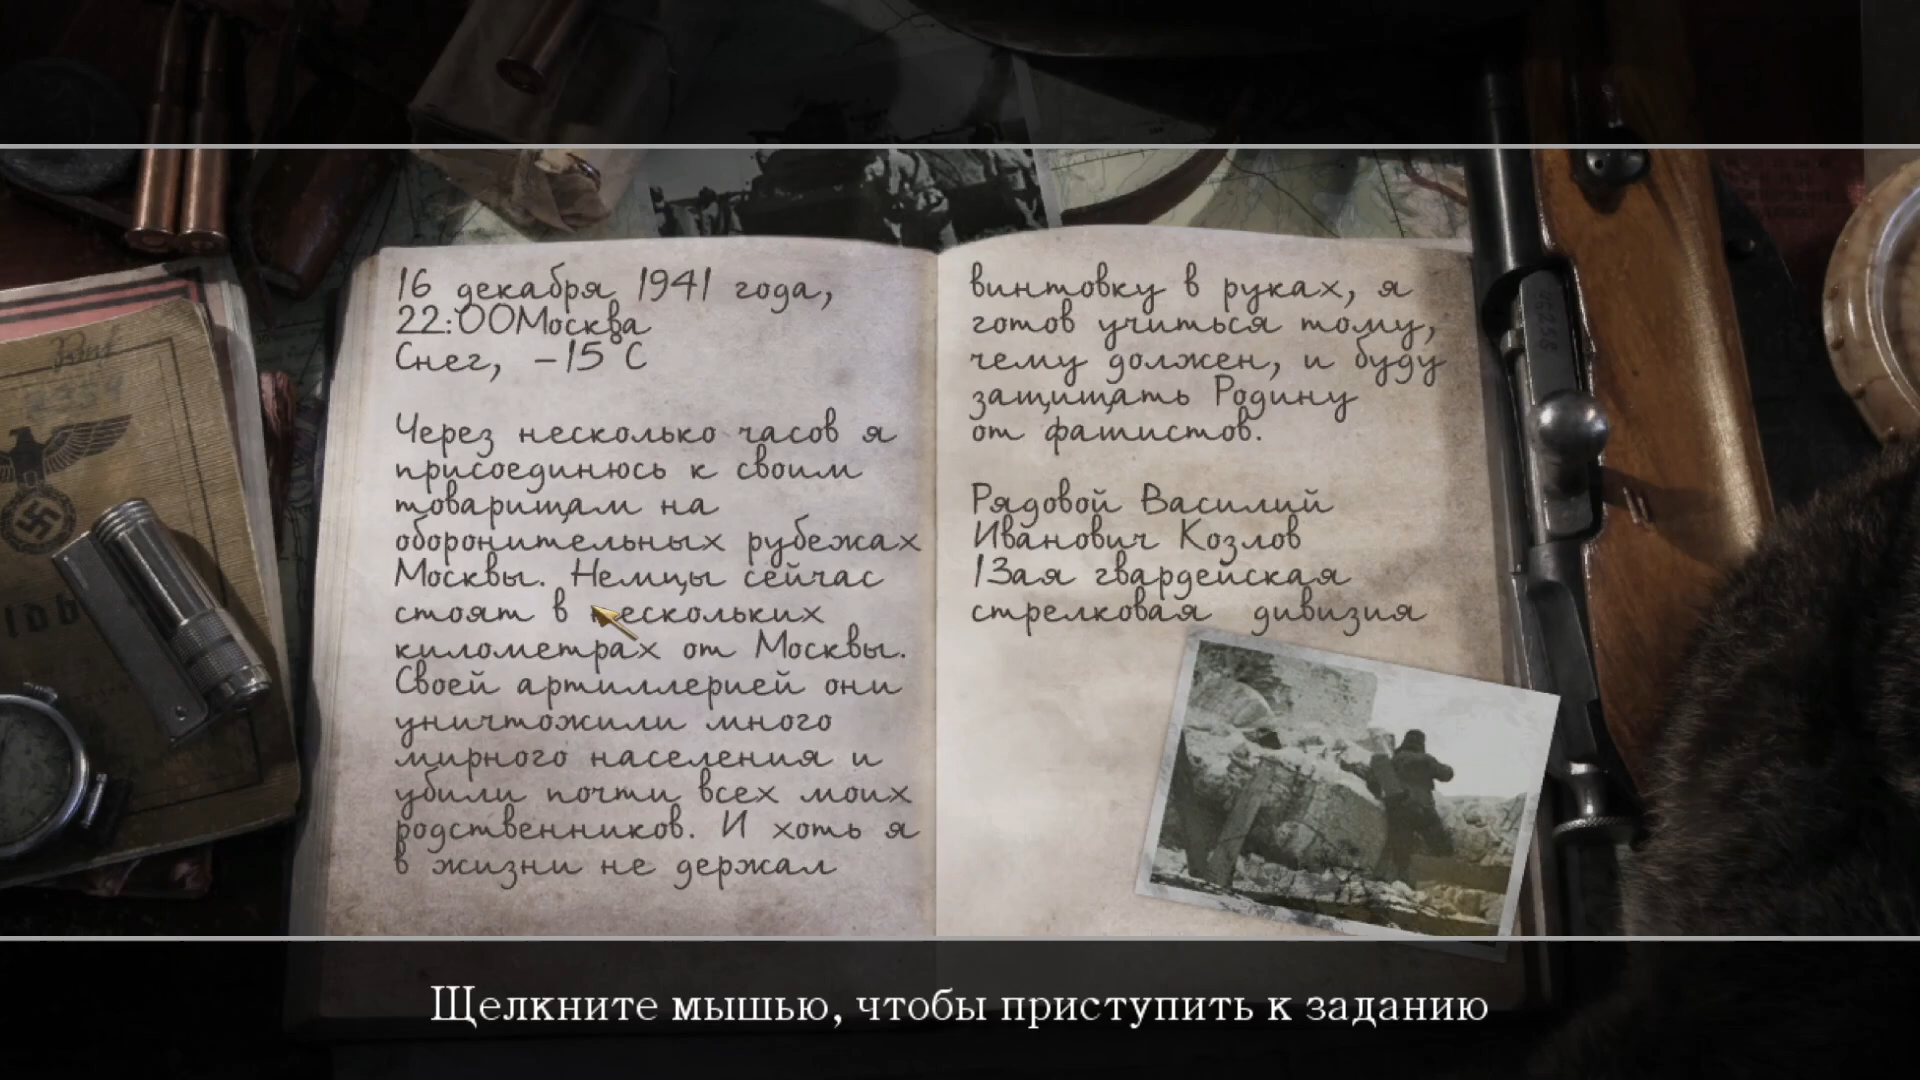 16 декабря 1941 года,
22:00Москва
Снег, -15°C
Через несколько часов я
присоединюсь к своим
товарищам на
оборонительных рубежах
Москвы. Немцы сейчас
стоят в нескольких
километрах от Москвы.
Своей артиллерией они
уничтожили много
мирного населения и
убили почти всех моих
родственников. И хоть я
в жизни не держал
винтовку в руках, я
готов учиться тому,
чему должен, и буду
защищать Родину
от фашистов.
Рядовой Василий
Иванович Козлов
13ая гвардейская
стрелковая дивизия
Щелкните мышью, чтобы приступить к заданию